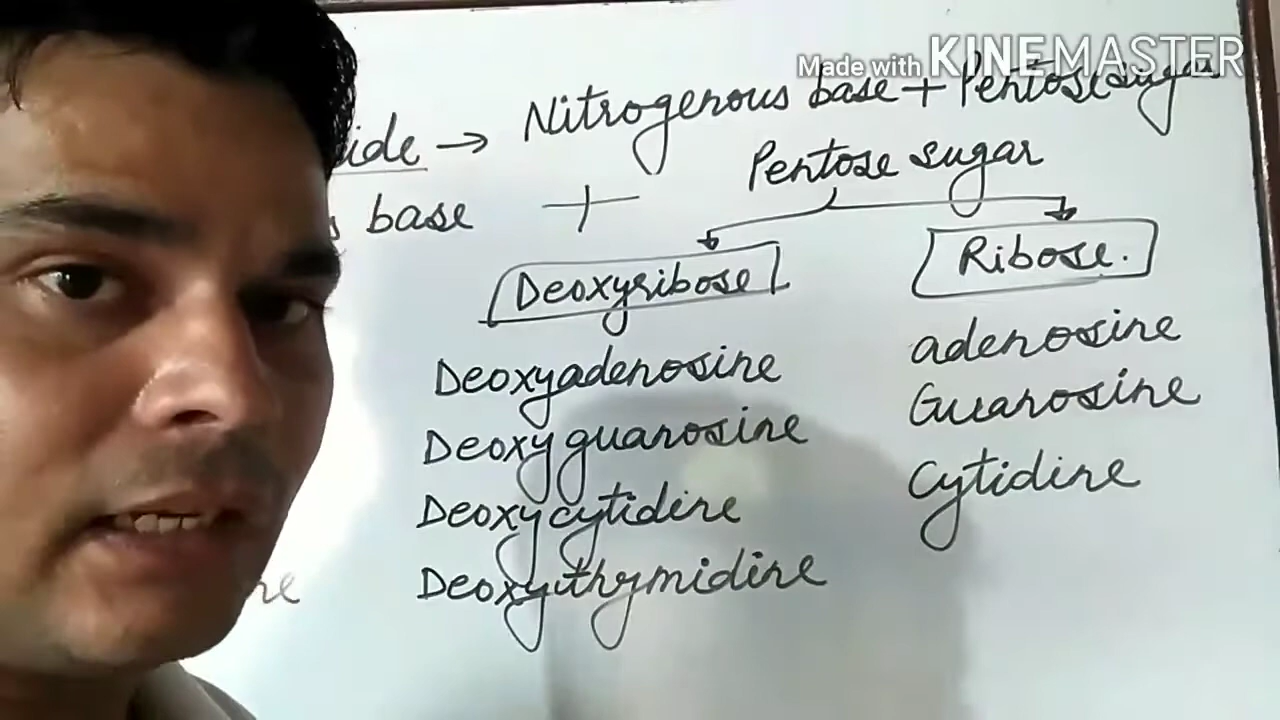 Made with KINEMASTER
ide → Nitrogenous base + Pentose sugar
base + Pentose sugar
Deoxyribose Ribose.
Deoxyadenosine adenosine
Deoxyguanosine Guanosine
Deoxycytidine Cytidine
Deoxythymidine
ne